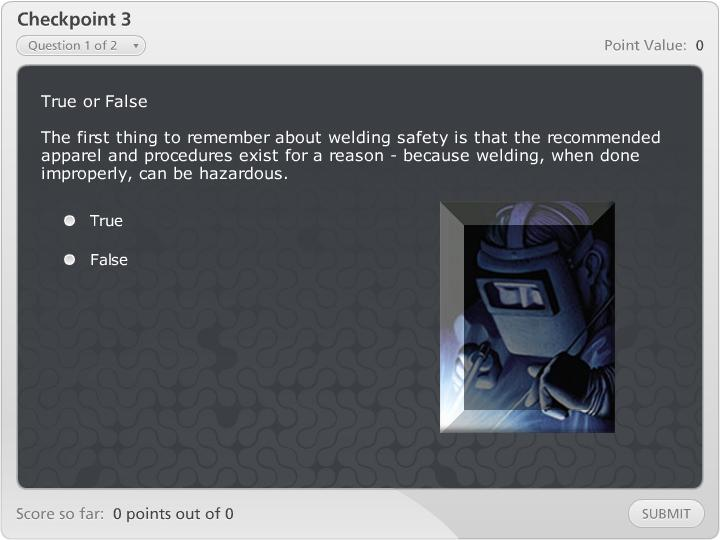 Checkpoint 3
Question 1 of 2
Point Value: 0
True or False
The first thing to remember about welding safety is that the recommended
apparel and procedures exist for a reason - because welding, when done
improperly, can be hazardous.
True
False
Score so far: 0 points out of 0
SUBMIT